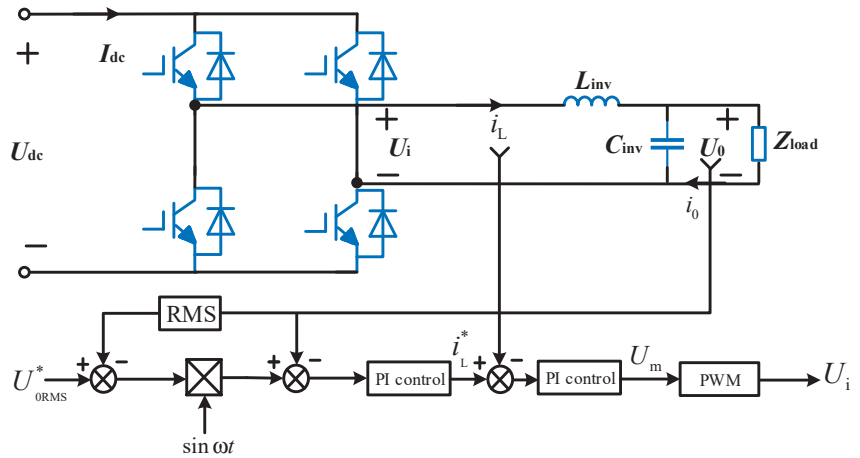 +
I_dc
L_inv
+
i_L
+
U_dc
U_i
C_inv
U_0
Z_load
−
−
i_0
−
RMS
+ − + − i_L^* + −
U^*_0RMS
PI control
PI control
U_m
PWM
U_i
sin ωt